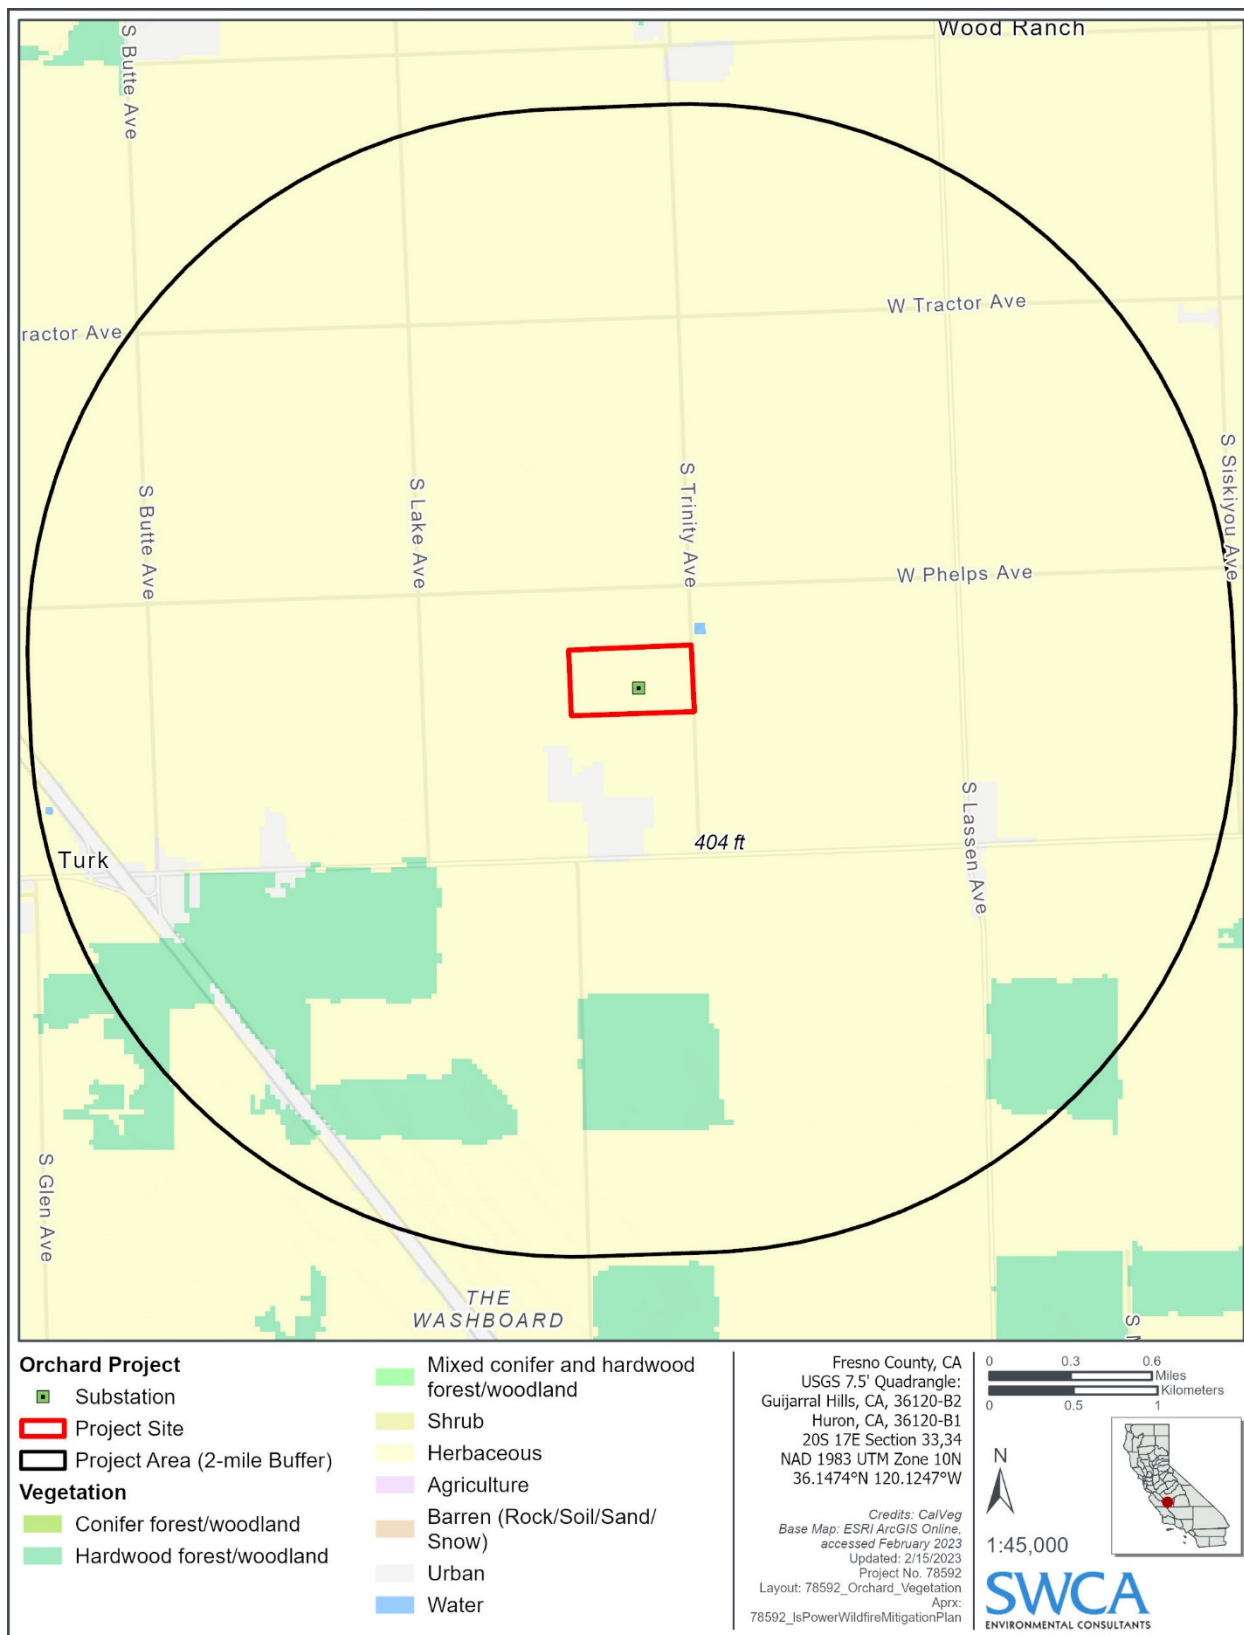 Wood Ranch
S Butte Ave
W Tractor Ave
ractor Ave
S Siskiyou Ave
S Trinity Ave
S Lake Ave
S Butte Ave
W Phelps Ave
S Lassen Ave
404 ft
Turk
S Glen Ave
THE
WASHBOARD
S N
Orchard Project
Substation
Project Site
Project Area (2-mile Buffer)
Vegetation
Conifer forest/woodland
Hardwood forest/woodland
Mixed conifer and hardwood
forest/woodland
Shrub
Herbaceous
Agriculture
Barren (Rock/Soil/Sand/
Snow)
Urban
Water
Fresno County, CA
USGS 7.5' Quadrangle:
Guijarral Hills, CA, 36120-B2
Huron, CA, 36120-B1
20S 17E Section 33,34
NAD 1983 UTM Zone 10N
36.1474°N 120.1247°W
Credits: CalVeg
Base Map: ESRI ArcGIS Online,
accessed February 2023
Updated: 2/15/2023
Project No. 78592
Layout: 78592_Orchard_Vegetation
Aprx:
78592_IsPowerWildfireMitigationPlan
0 0.3 0.6
Miles
Kilometers
0 0.5 1
N
1:45,000
SWCA
ENVIRONMENTAL CONSULTANTS